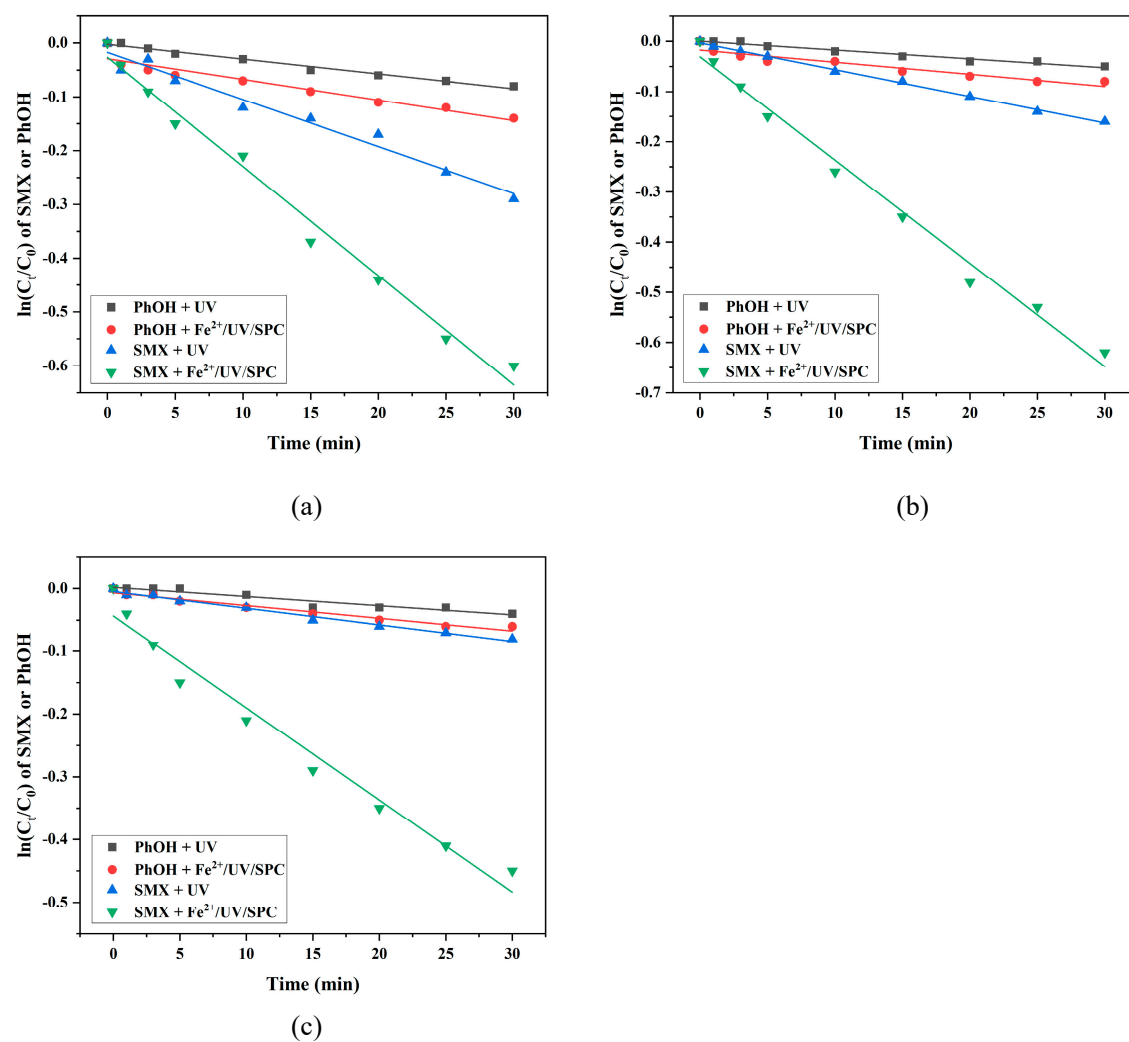 ln(Cₜ/C₀) of SMX or PhOH
0.0
-0.1
-0.2
-0.3
-0.4
-0.5
-0.6
PhOH + UV
PhOH + Fe²⁺/UV/SPC
SMX + UV
SMX + Fe²⁺/UV/SPC
0 5 10 15 20 25 30
Time (min)
(a)
ln(Cₜ/C₀) of SMX or PhOH
0.0
-0.1
-0.2
-0.3
-0.4
-0.5
-0.6
-0.7
PhOH + UV
PhOH + Fe²⁺/UV/SPC
SMX + UV
SMX + Fe²⁺/UV/SPC
0 5 10 15 20 25 30
Time (min)
(b)
ln(Cₜ/C₀) of SMX or PhOH
0.0
-0.1
-0.2
-0.3
-0.4
-0.5
PhOH + UV
PhOH + Fe²⁺/UV/SPC
SMX + UV
SMX + Fe²⁺/UV/SPC
0 5 10 15 20 25 30
Time (min)
(c)